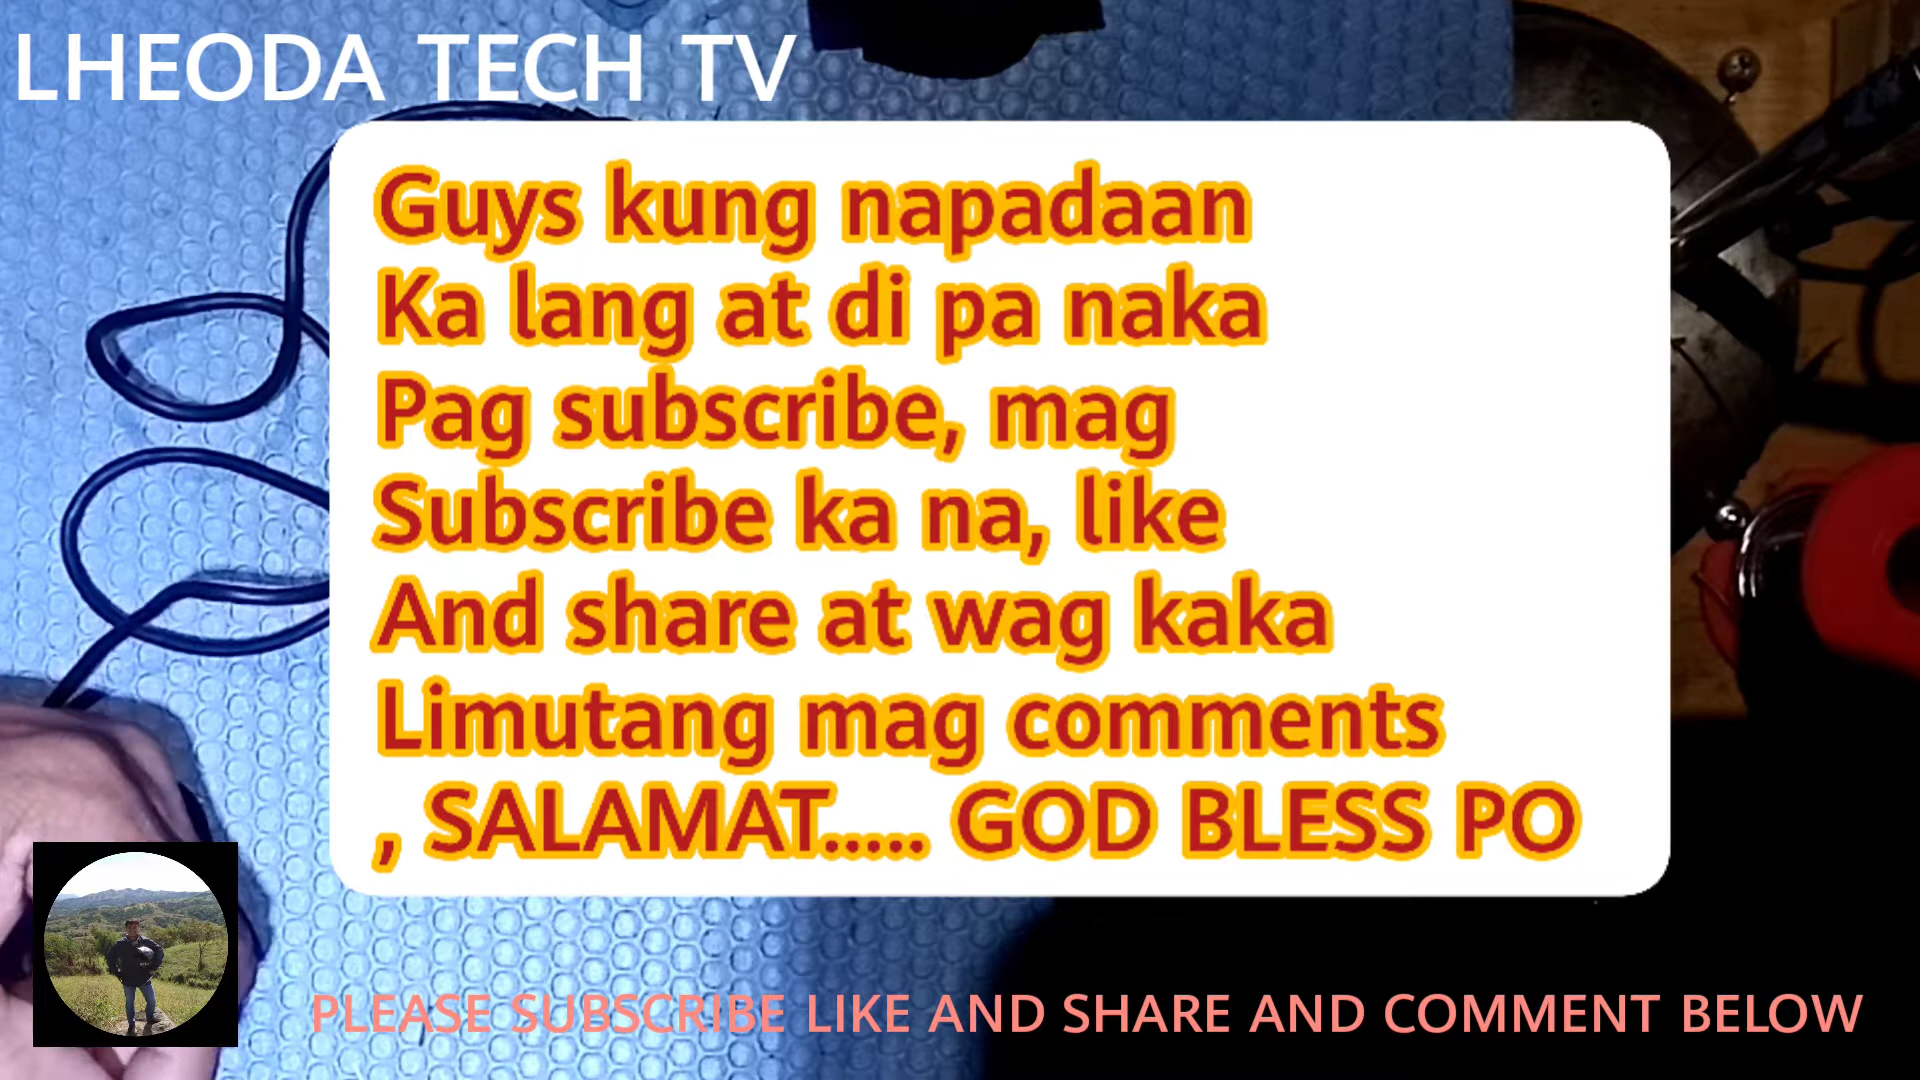 LHEODA TECH TV
Guys kung napadaan
Ka lang at di pa naka
Pag subscribe, mag
Subscribe ka na, like
And share at wag kaka
Limutang mag comments
, SALAMAT..... GOD BLESS PO
PLEASE SUBSCRIBE LIKE AND SHARE AND COMMENT BELOW